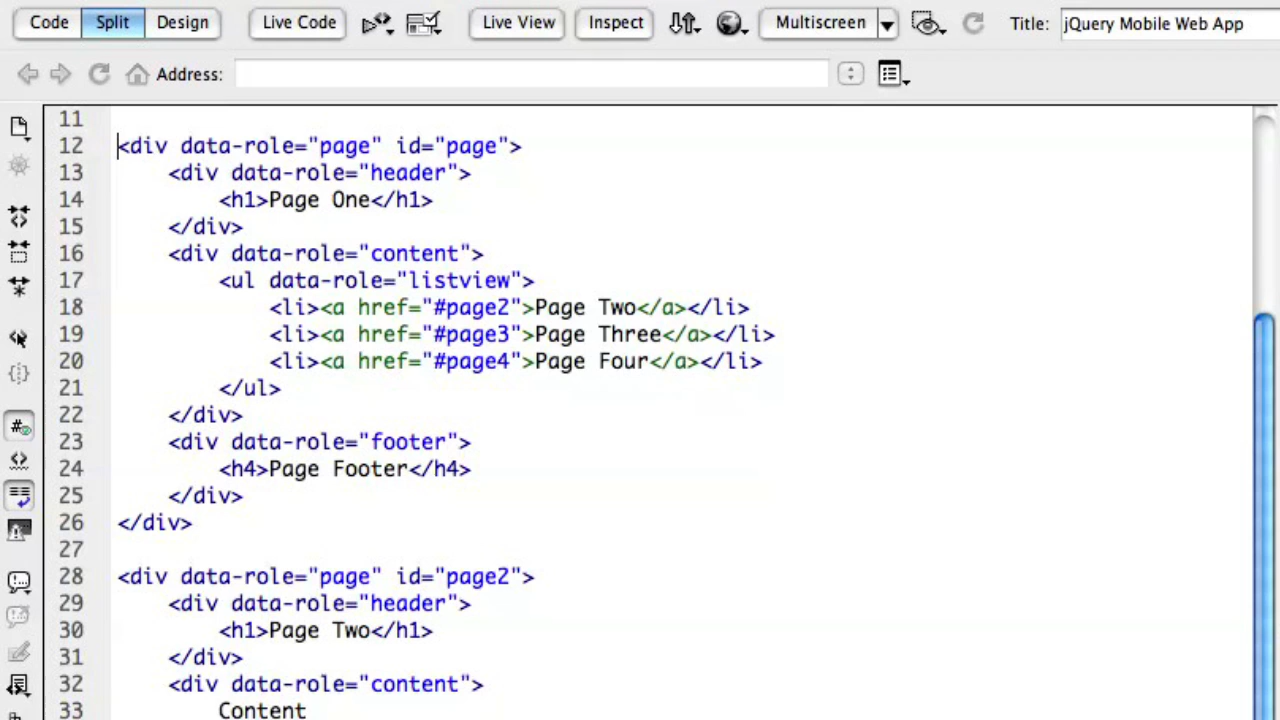 Code Split Design Live Code Live View Inspect Multiscreen Title: jQuery Mobile Web App
Address:
11
12 <div data-role="page" id="page">
13 <div data-role="header">
14 <h1>Page One</h1>
15 </div>
16 <div data-role="content">
17 <ul data-role="listview">
18 <li><a href="#page2">Page Two</a></li>
19 <li><a href="#page3">Page Three</a></li>
20 <li><a href="#page4">Page Four</a></li>
21 </ul>
22 </div>
23 <div data-role="footer">
24 <h4>Page Footer</h4>
25 </div>
26 </div>
27
28 <div data-role="page" id="page2">
29 <div data-role="header">
30 <h1>Page Two</h1>
31 </div>
32 <div data-role="content">
33 Content